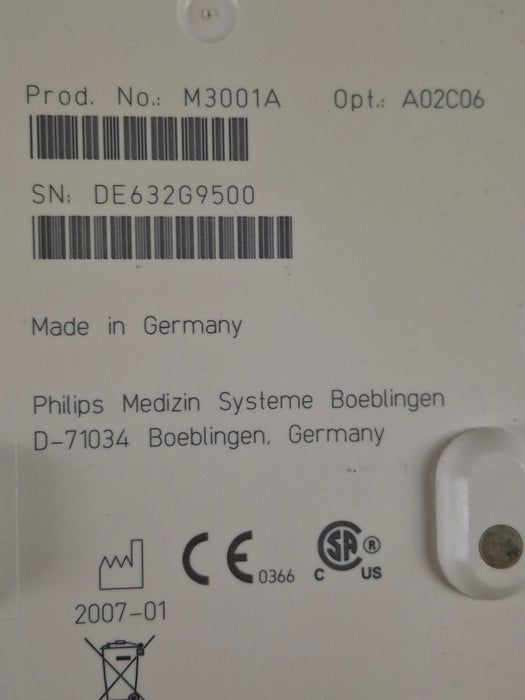 Prod. No.: M3001A Opt.: A02C06
SN: DE632G9500
Made in Germany
Philips Medizin Systeme Boeblingen
D-71034 Boeblingen, Germany
CE 0366
C SA ® US
2007-01